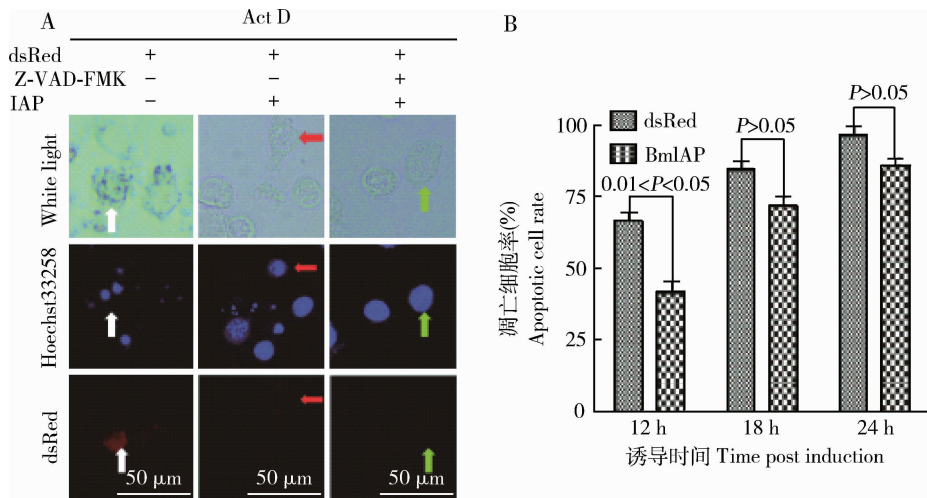 A
Act D
dsRed + + +
Z-VAD-FMK − − +
IAP − + +
White light
Hoechst33258
dsRed
50 μm 50 μm 50 μm
B
dsRed
BmIAP
0.01<P<0.05
P>0.05
P>0.05
100
75
50
25
0
凋亡细胞率(%)
Apoptotic cell rate
12 h 18 h 24 h
诱导时间 Time post induction